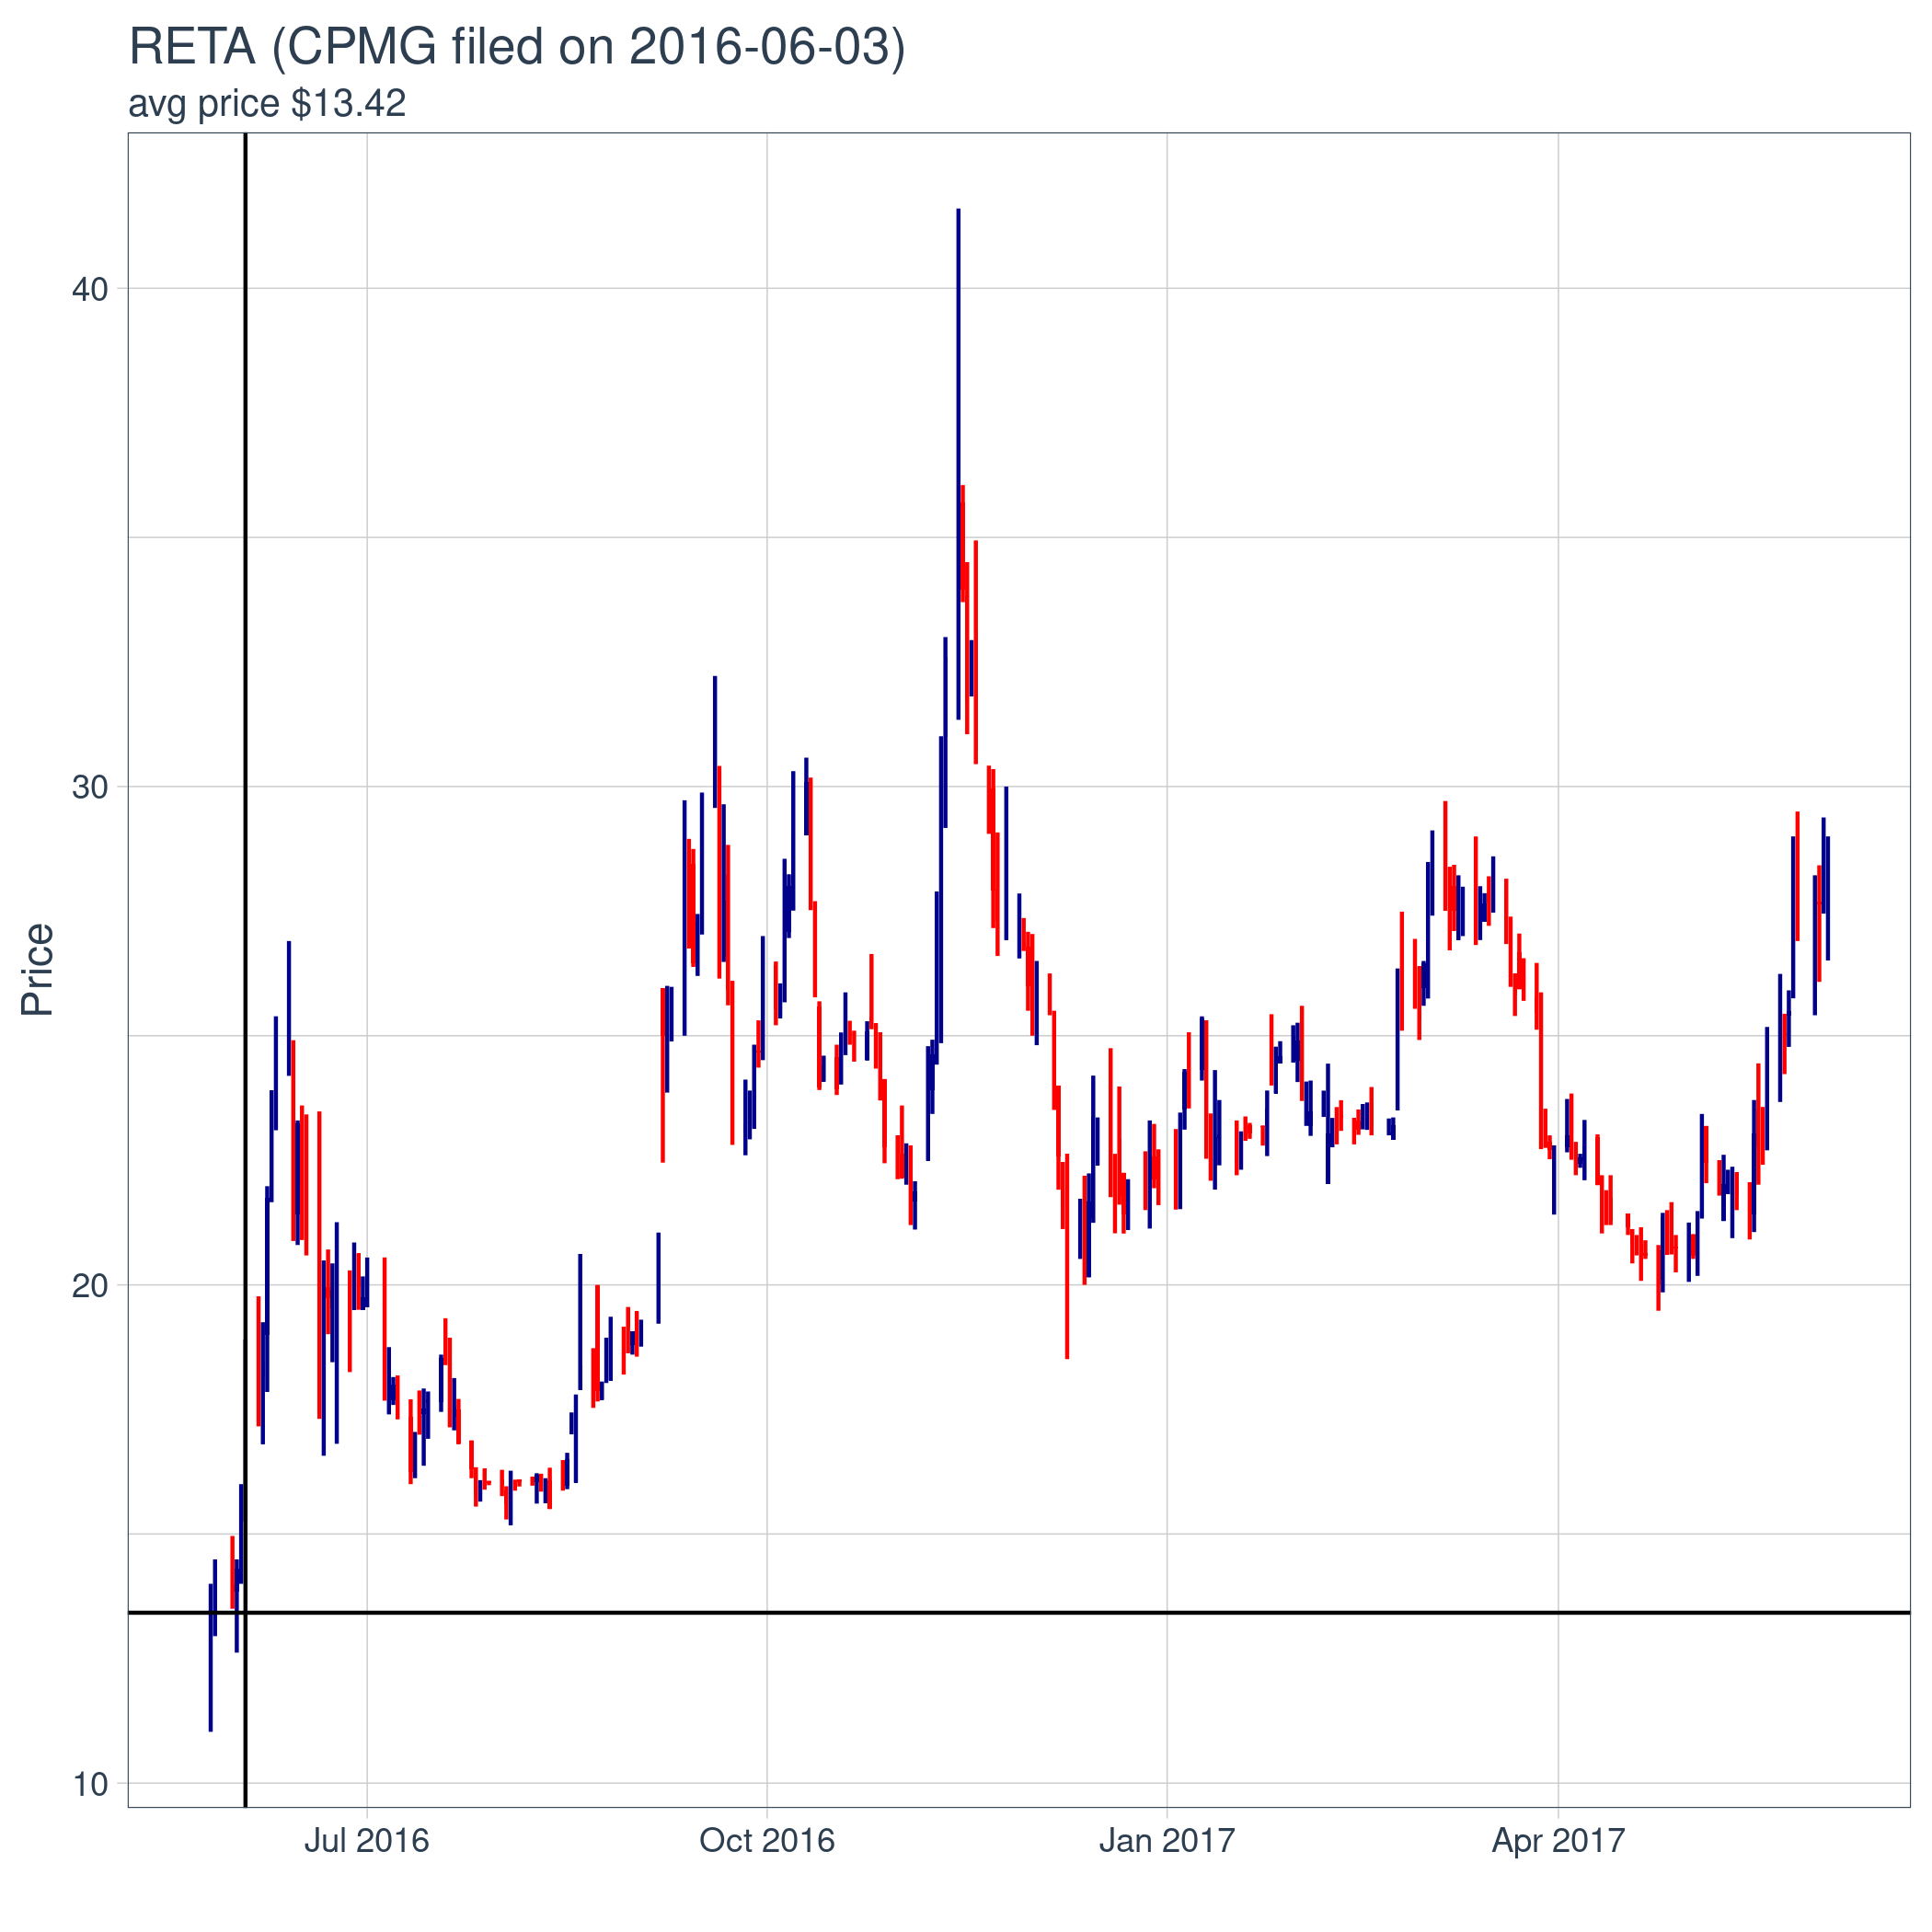 RETA (CPMG filed on 2016-06-03)
avg price $13.42
40
30
20
10
Price
Jul 2016
Oct 2016
Jan 2017
Apr 2017